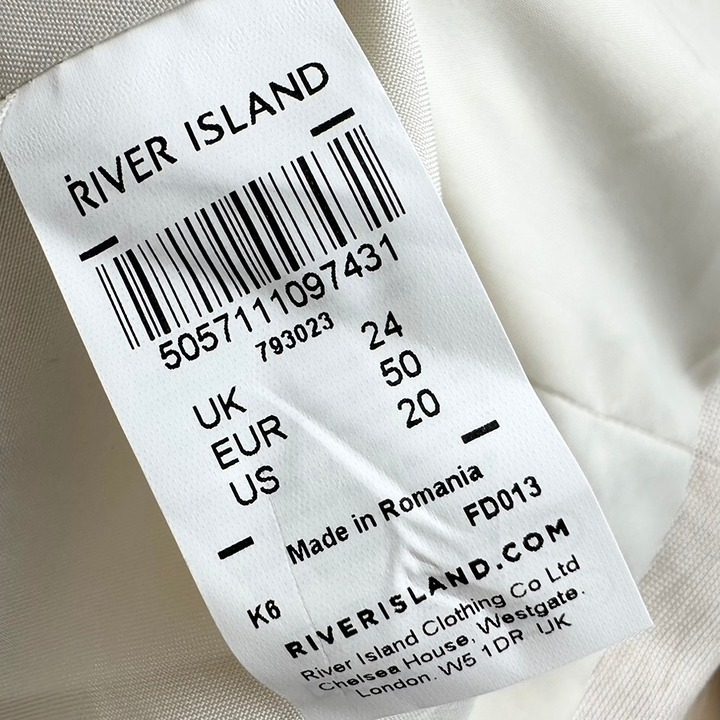 RIVER ISLAND
5057111097431
793023
UK 24
EUR 50
US 20
Made in Romania
FD013
K6
RIVERISLAND.COM
River Island Clothing Co Ltd
Chelsea House, Westgate.
London. W5 1DR UK